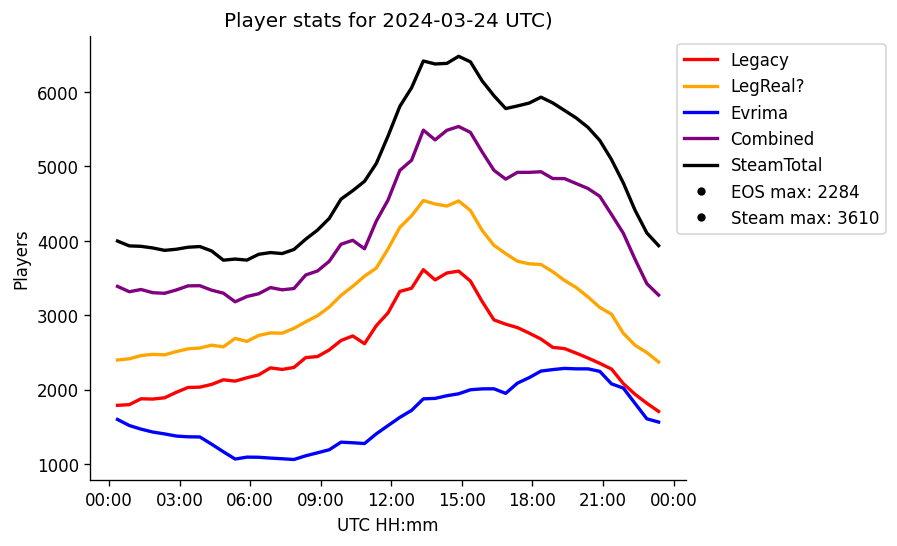 Player stats for 2024-03-24 UTC)
Players
6000
5000
4000
3000
2000
1000
00:00 03:00 06:00 09:00 12:00 15:00 18:00 21:00 00:00
UTC HH:mm
Legacy
LegReal?
Evrima
Combined
SteamTotal
EOS max: 2284
Steam max: 3610